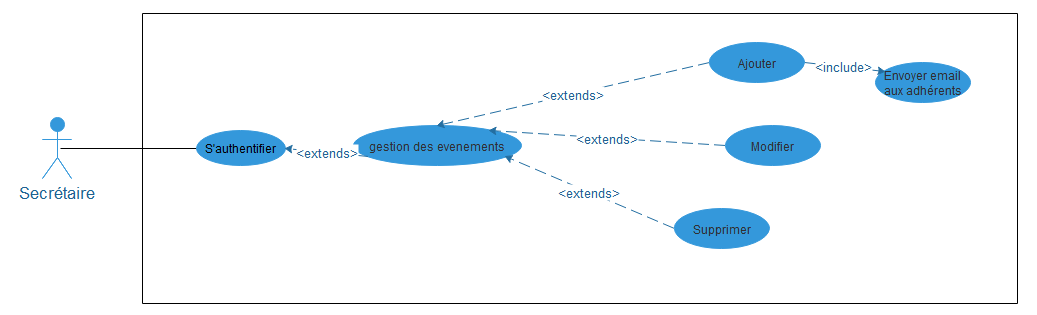 Ajouter
<include>
Envoyer email
aux adhérents
<extends>
<extends>
Modifier
S'authentifier
<extends>
gestion des evenements
Secrétaire
<extends>
Supprimer